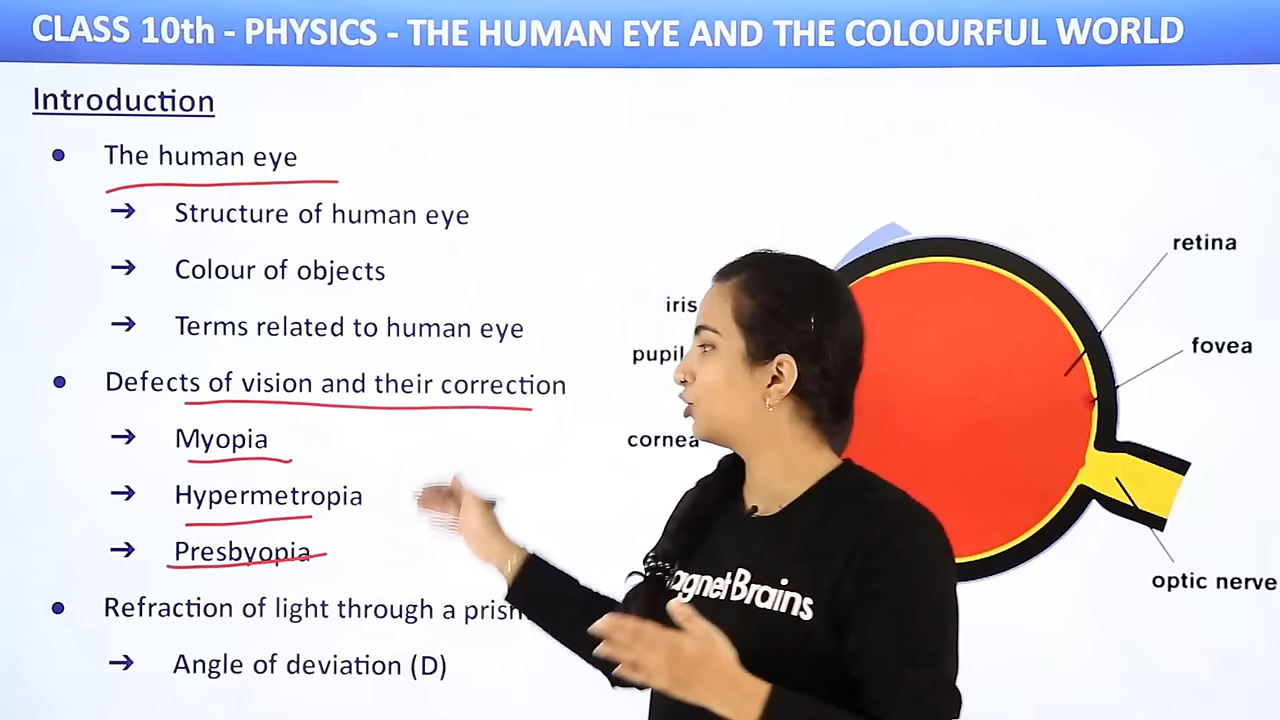 CLASS 10th - PHYSICS - THE HUMAN EYE AND THE COLOURFUL WORLD
Introduction
• The human eye
→ Structure of human eye
→ Colour of objects
→ Terms related to human eye
• Defects of vision and their correction
→ Myopia
→ Hypermetropia
→ Presbyopia
• Refraction of light through a prism
→ Angle of deviation (D)
iris
pupil
cornea
retina
fovea
optic nerve
agnetBrains